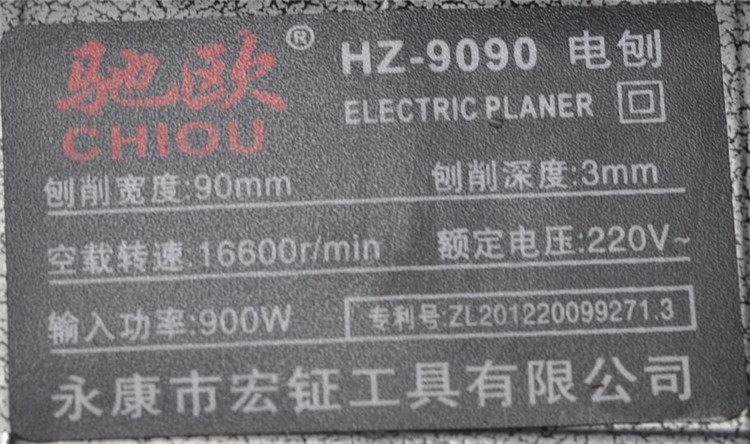 驰欧® HZ-9090 电刨
CHIOU ELECTRIC PLANER
刨削宽度:90mm 刨削深度:3mm
空载转速:16600r/min 额定电压:220V~
输入功率:900W 专利号:ZL201220099271.3
永康市宏钲工具有限公司